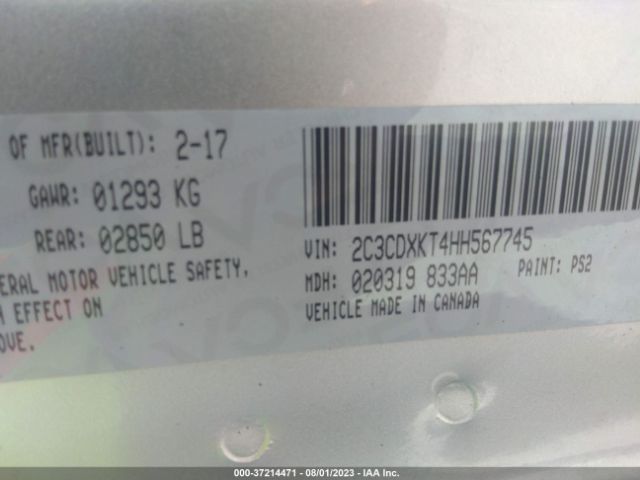 OF MFR(BUILT): 2-17
GAWR: 01293 KG
REAR: 02850 LB
ERAL MOTOR VEHICLE SAFETY,
EFFECT ON
OVE.
VIN: 2C3CDXKT4HH567745
MDH: 020319 833AA PAINT: PS2
VEHICLE MADE IN CANADA
000-37214471 - 08/01/2023 - IAA Inc.